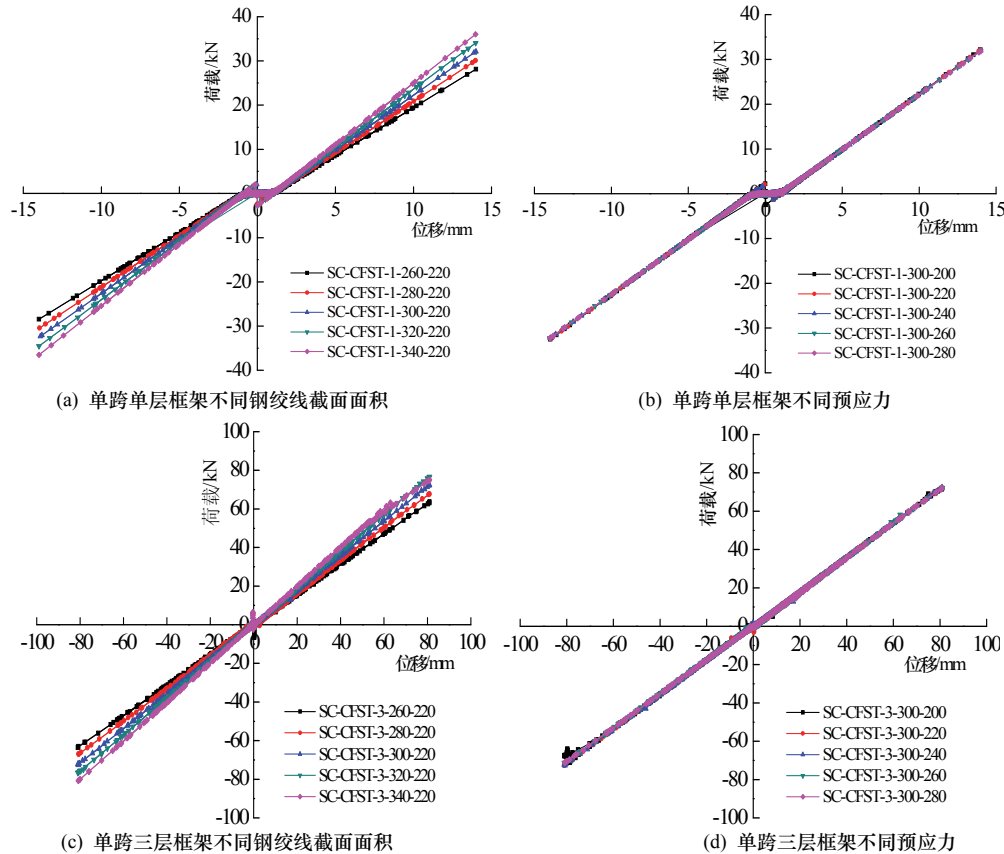 40
30
20
10
-10
-20
-30
-40
荷载/kN
-15
-10
-5
0
5
10
15
位移/mm
SC-CFST-1-260-220
SC-CFST-1-280-220
SC-CFST-1-300-220
SC-CFST-1-320-220
SC-CFST-1-340-220
(a) 单跨单层框架不同钢绞线截面面积
40
30
20
10
-10
-20
-30
-40
荷载/kN
-15
-10
-5
0
5
10
15
位移/mm
SC-CFST-1-300-200
SC-CFST-1-300-220
SC-CFST-1-300-240
SC-CFST-1-300-260
SC-CFST-1-300-280
(b) 单跨单层框架不同预应力
100
80
60
40
20
0
-20
-40
-60
-80
-100
荷载/kN
-100
-80
-60
-40
-20
0
20
40
60
80
100
位移/mm
SC-CFST-3-260-220
SC-CFST-3-280-220
SC-CFST-3-300-220
SC-CFST-3-320-220
SC-CFST-3-340-220
(c) 单跨三层框架不同钢绞线截面面积
100
80
60
40
20
0
-20
-40
-60
-80
-100
荷载/kN
-100
-80
-60
-40
-20
0
20
40
60
80
100
位移/mm
SC-CFST-3-300-200
SC-CFST-3-300-220
SC-CFST-3-300-240
SC-CFST-3-300-260
SC-CFST-3-300-280
(d) 单跨三层框架不同预应力